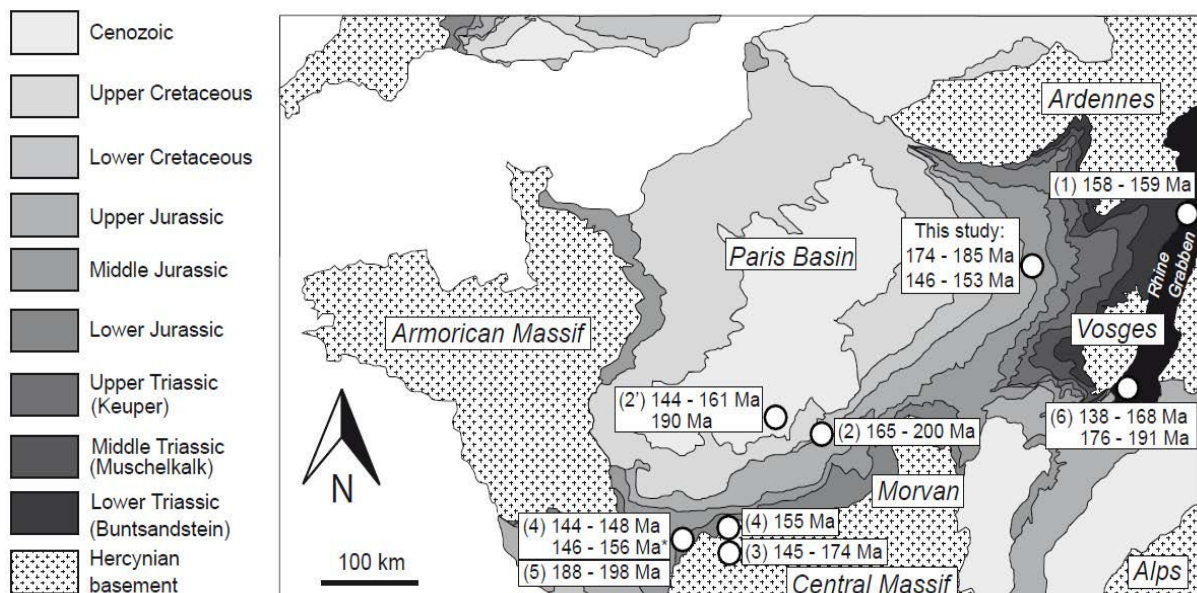 Cenozoic
Upper Cretaceous
Lower Cretaceous
Upper Jurassic
Middle Jurassic
Lower Jurassic
Upper Triassic
(Keuper)
Middle Triassic
(Muschelkalk)
Lower Triassic
(Buntsandstein)
Hercynian
basement
Ardennes
(1) 158 - 159 Ma
This study:
174 - 185 Ma
146 - 153 Ma
Paris Basin
Rhine
Grabben
Armorican Massif
Vosges
(2') 144 - 161 Ma
190 Ma
(2) 165 - 200 Ma
(6) 138 - 168 Ma
176 - 191 Ma
N
Morvan
(4) 144 - 148 Ma
146 - 156 Ma*
(5) 188 - 198 Ma
(4) 155 Ma
(3) 145 - 174 Ma
100 km
Central Massif
Alps